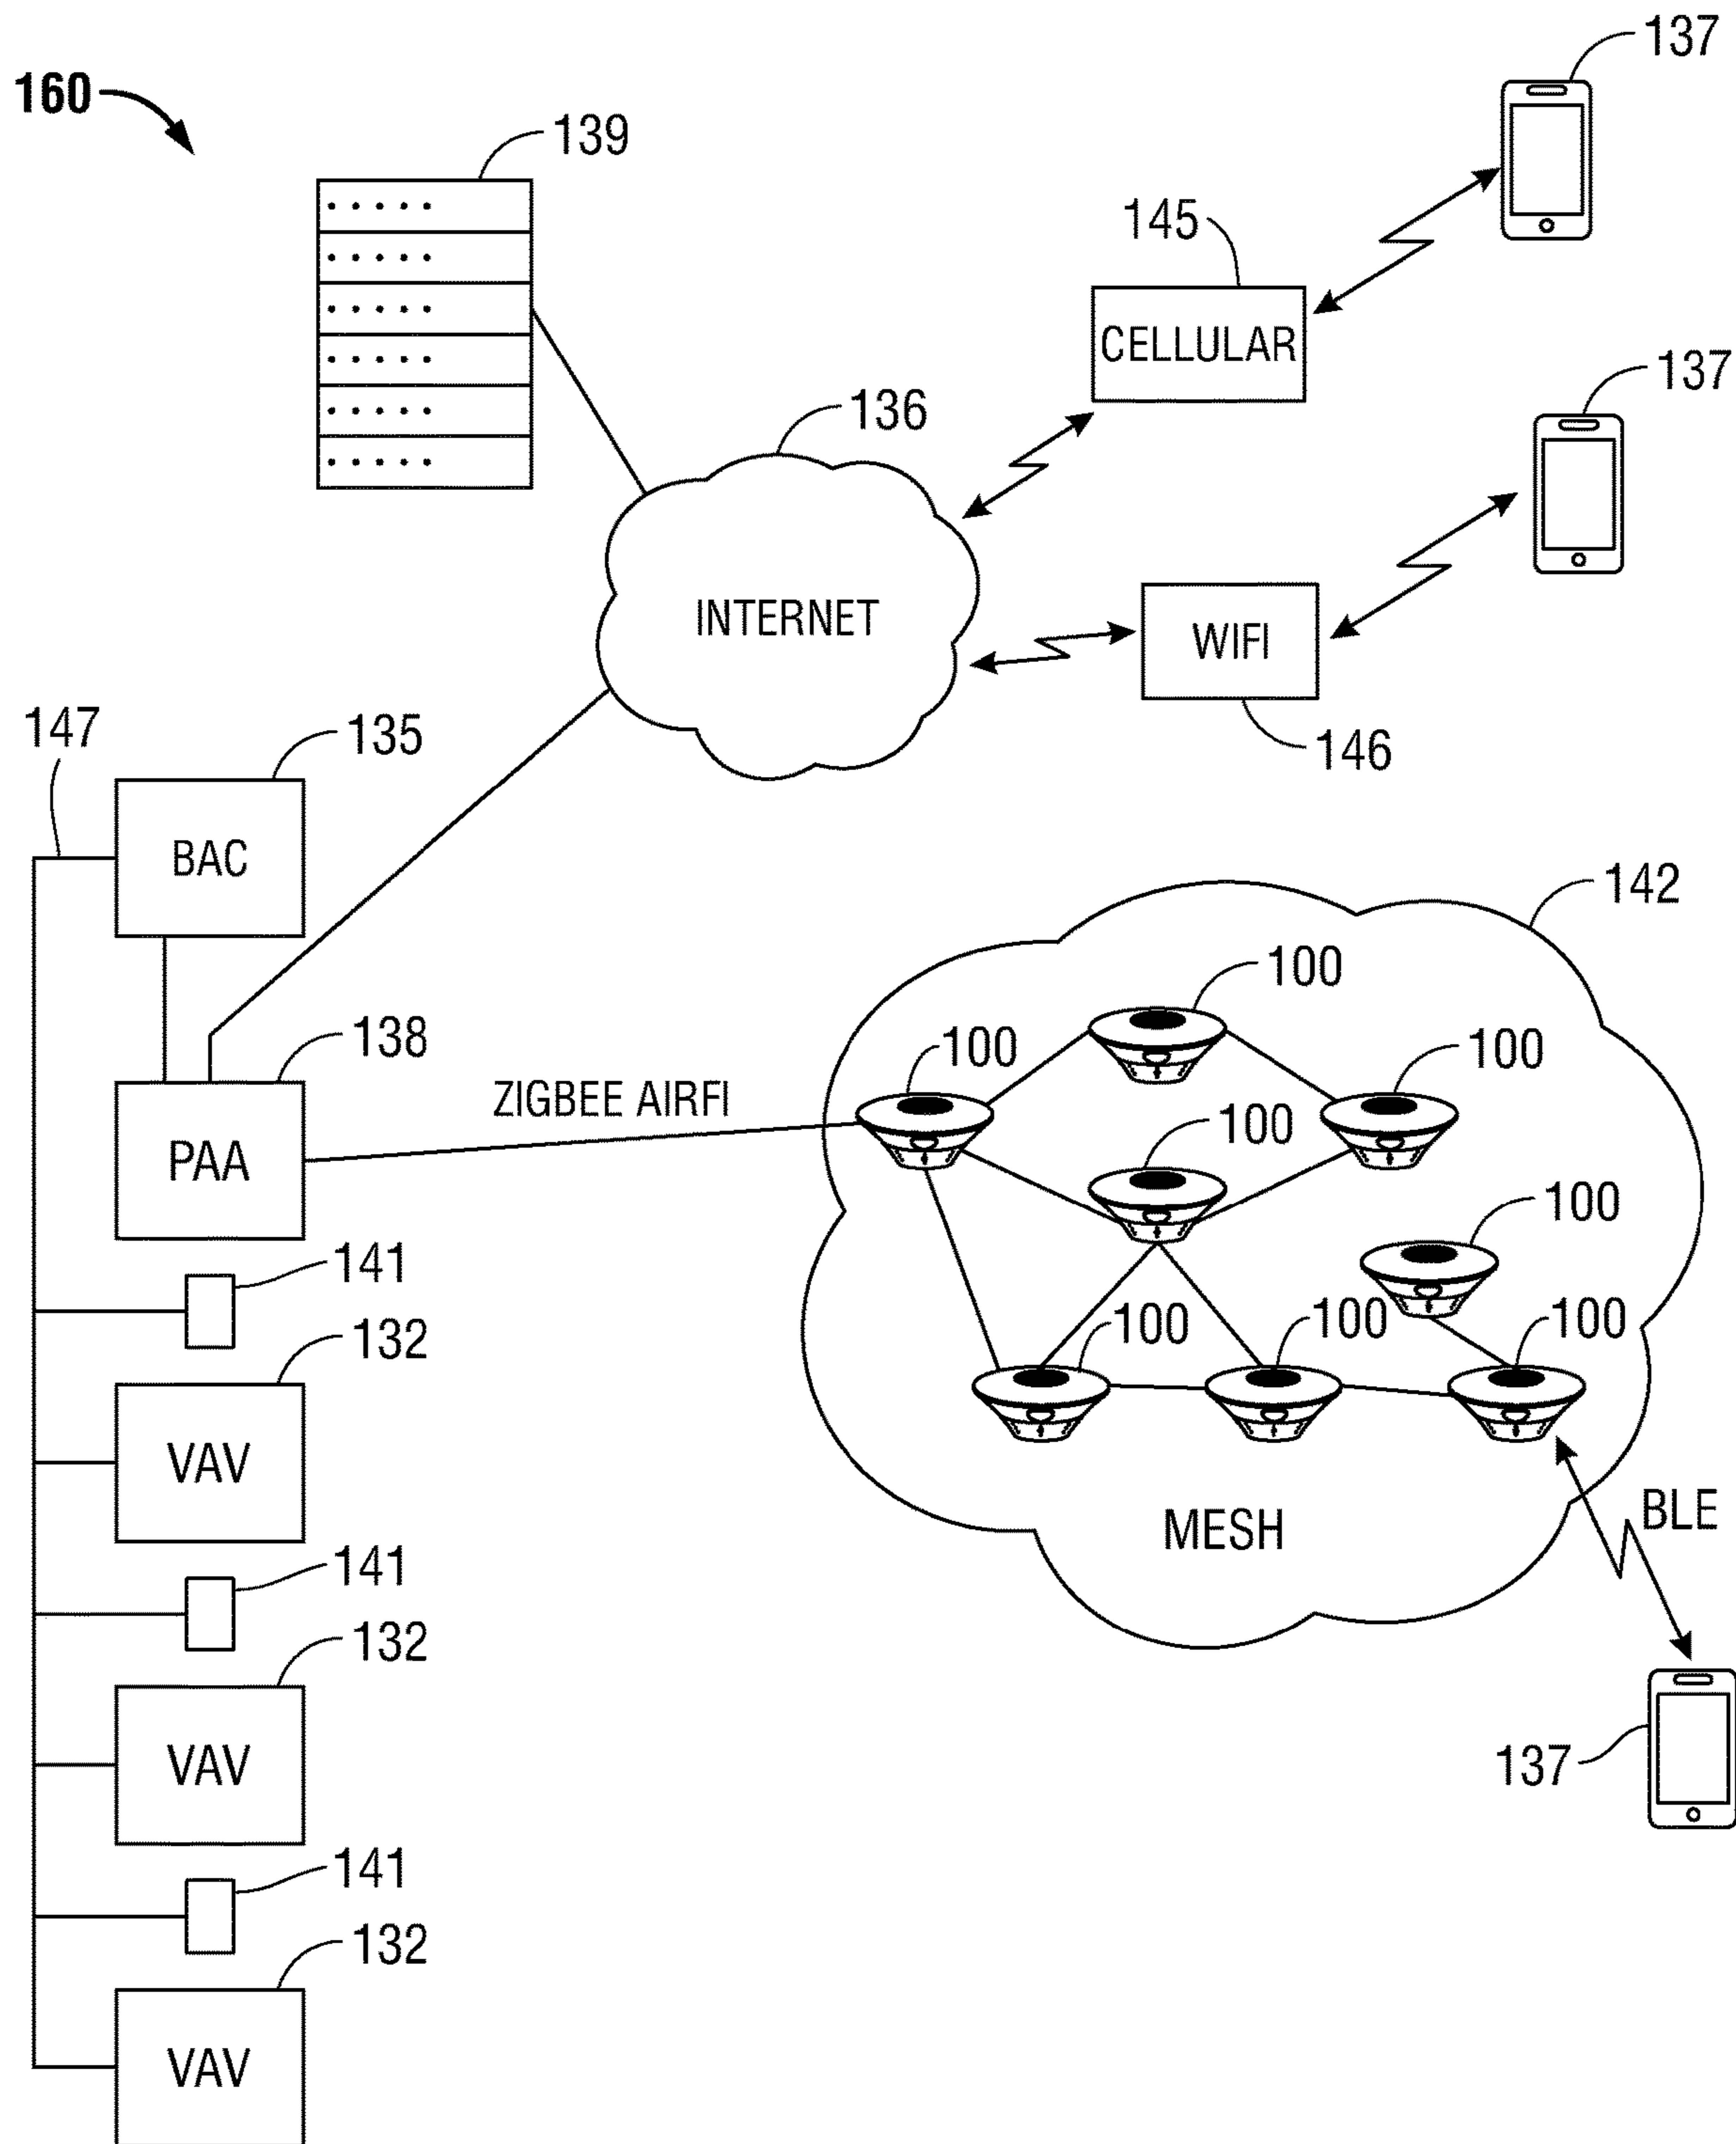 137
160
139
145
CELLULAR
137
136
INTERNET
WIFI
146
147
135
BAC
142
100
138
100
100
ZIGBEE AIRFI
100
PAA
100
141
132
100
100
100
VAV
MESH
BLE
141
132
VAV
137
141
132
VAV